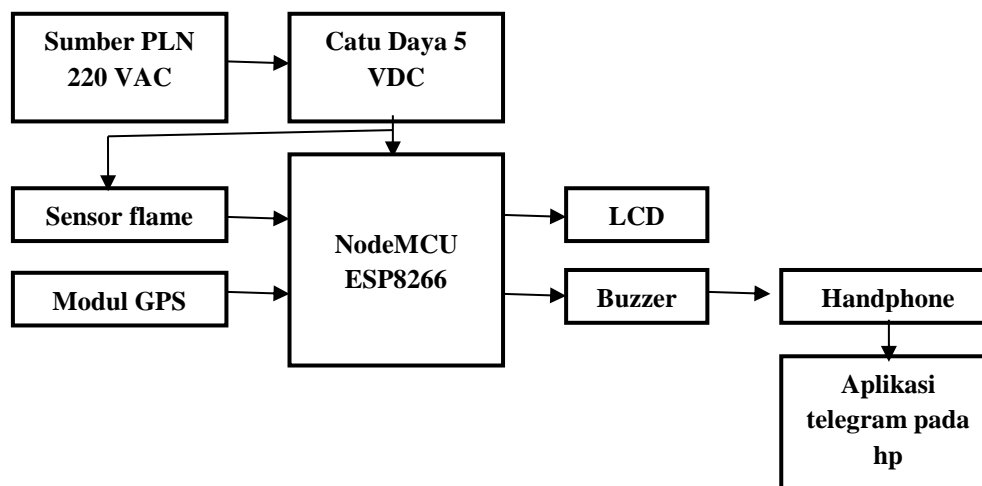 Sumber PLN
220 VAC
Catu Daya 5
VDC
Sensor flame
Modul GPS
NodeMCU
ESP8266
LCD
Buzzer
Handphone
Aplikasi
telegram pada
hp